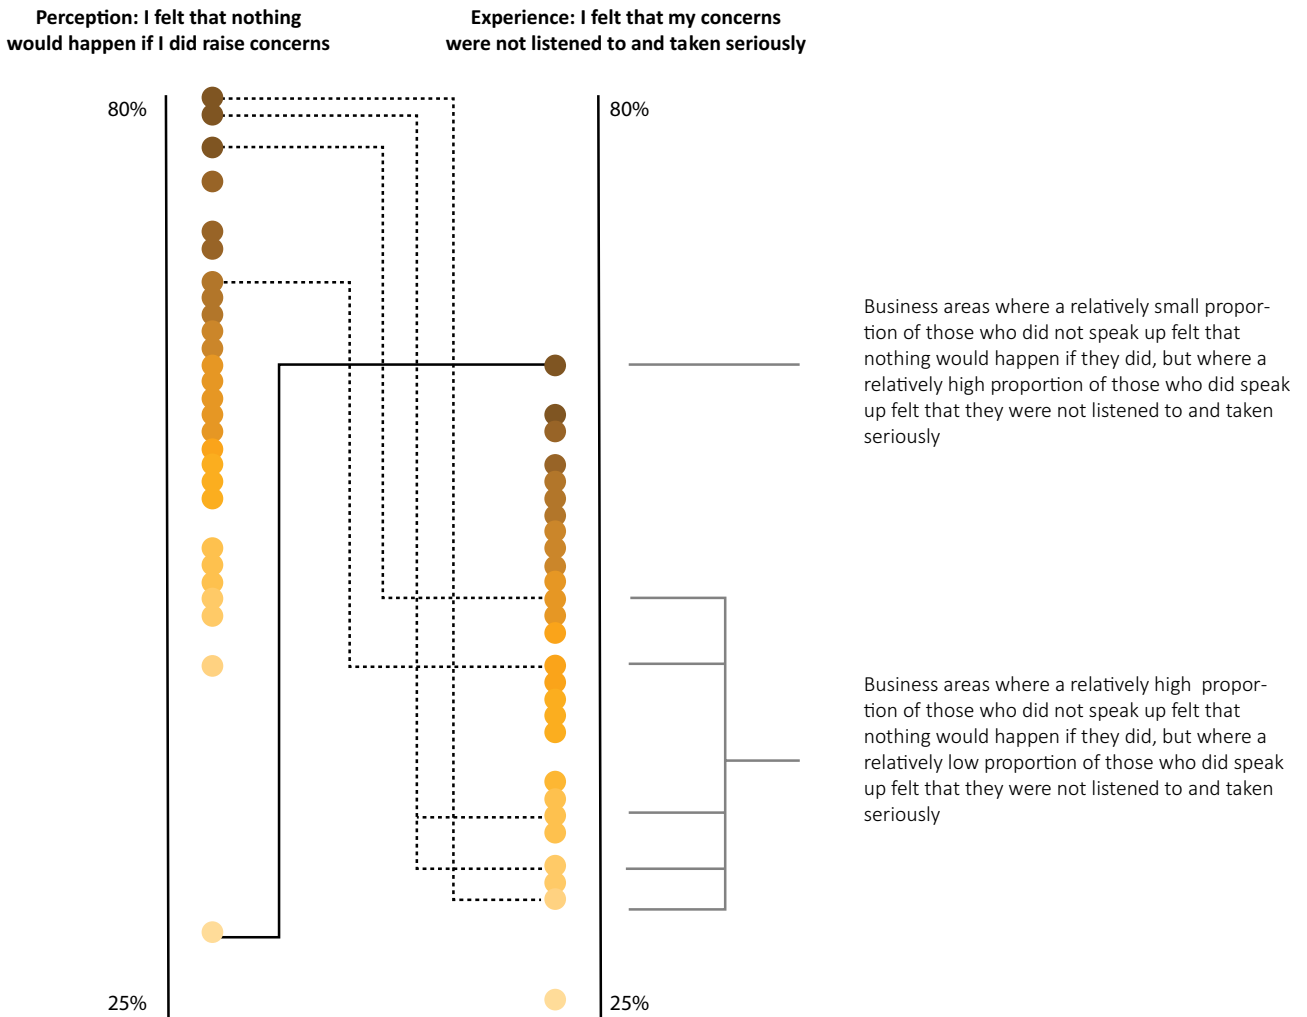 Perception: I felt that nothing
would happen if I did raise concerns
Experience: I felt that my concerns
were not listened to and taken seriously
80%
80%
Business areas where a relatively small propor-
tion of those who did not speak up felt that
nothing would happen if they did, but where a
relatively high proportion of those who did speak
up felt that they were not listened to and taken
seriously
Business areas where a relatively high  propor-
tion of those who did not speak up felt that
nothing would happen if they did, but where a
relatively low proportion of those who did speak
up felt that they were not listened to and taken
seriously
25%
25%